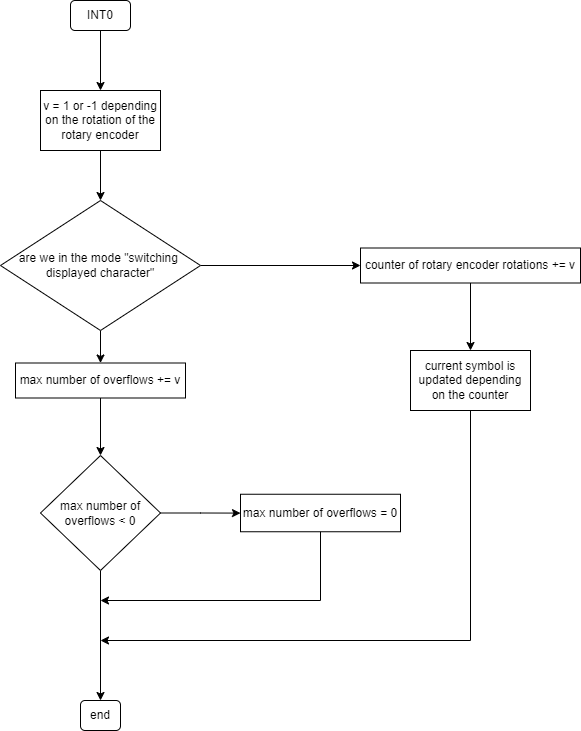 INT0
v = 1 or -1 depending
on the rotation of the
rotary encoder
are we in the mode "switching
displayed character"
counter of rotary encoder rotations += v
max number of overflows += v
current symbol is
updated depending
on the counter
max number of
overflows < 0
max number of overflows = 0
end